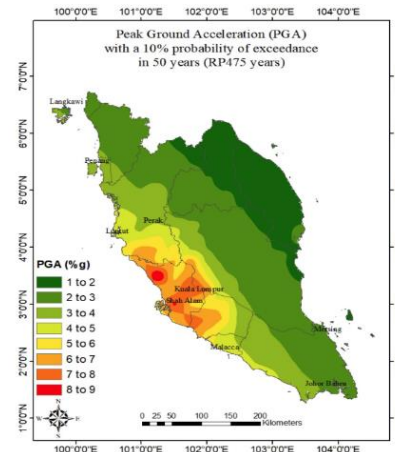 100°0'0"E 101°0'0"E 102°0'0"E 103°0'0"E 104°0'0"E
Peak Ground Acceleration (PGA)
with a 10% probability of exceedance
in 50 years (RP475 years)
7°0'0"N
6°0'0"N
5°0'0"N
4°0'0"N
3°0'0"N
2°0'0"N
1°0'0"N
Langkawi
Penang
Perak
Lumut
Kuala Lumpur
Shah Alam
Malacca
Mersing
Johor Bahru
PGA (%g)
1 to 2
2 to 3
3 to 4
4 to 5
5 to 6
6 to 7
7 to 8
8 to 9
N
W E
S
0 25 50 100 150 200
Kilometers
100°0'0"E 101°0'0"E 102°0'0"E 103°0'0"E 104°0'0"E